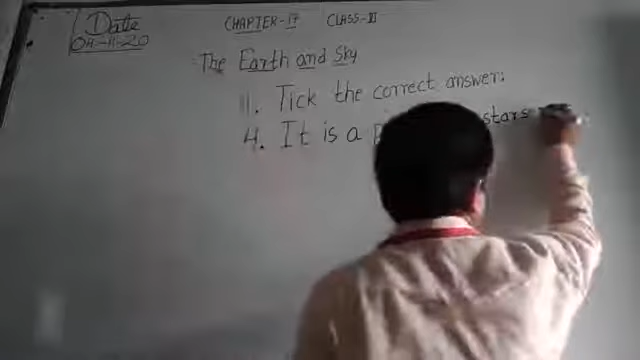 Date
04-11-20
CHAPTER-17 CLASS-III
The Earth and Sky
II. Tick the correct answer:
4. It is a stars